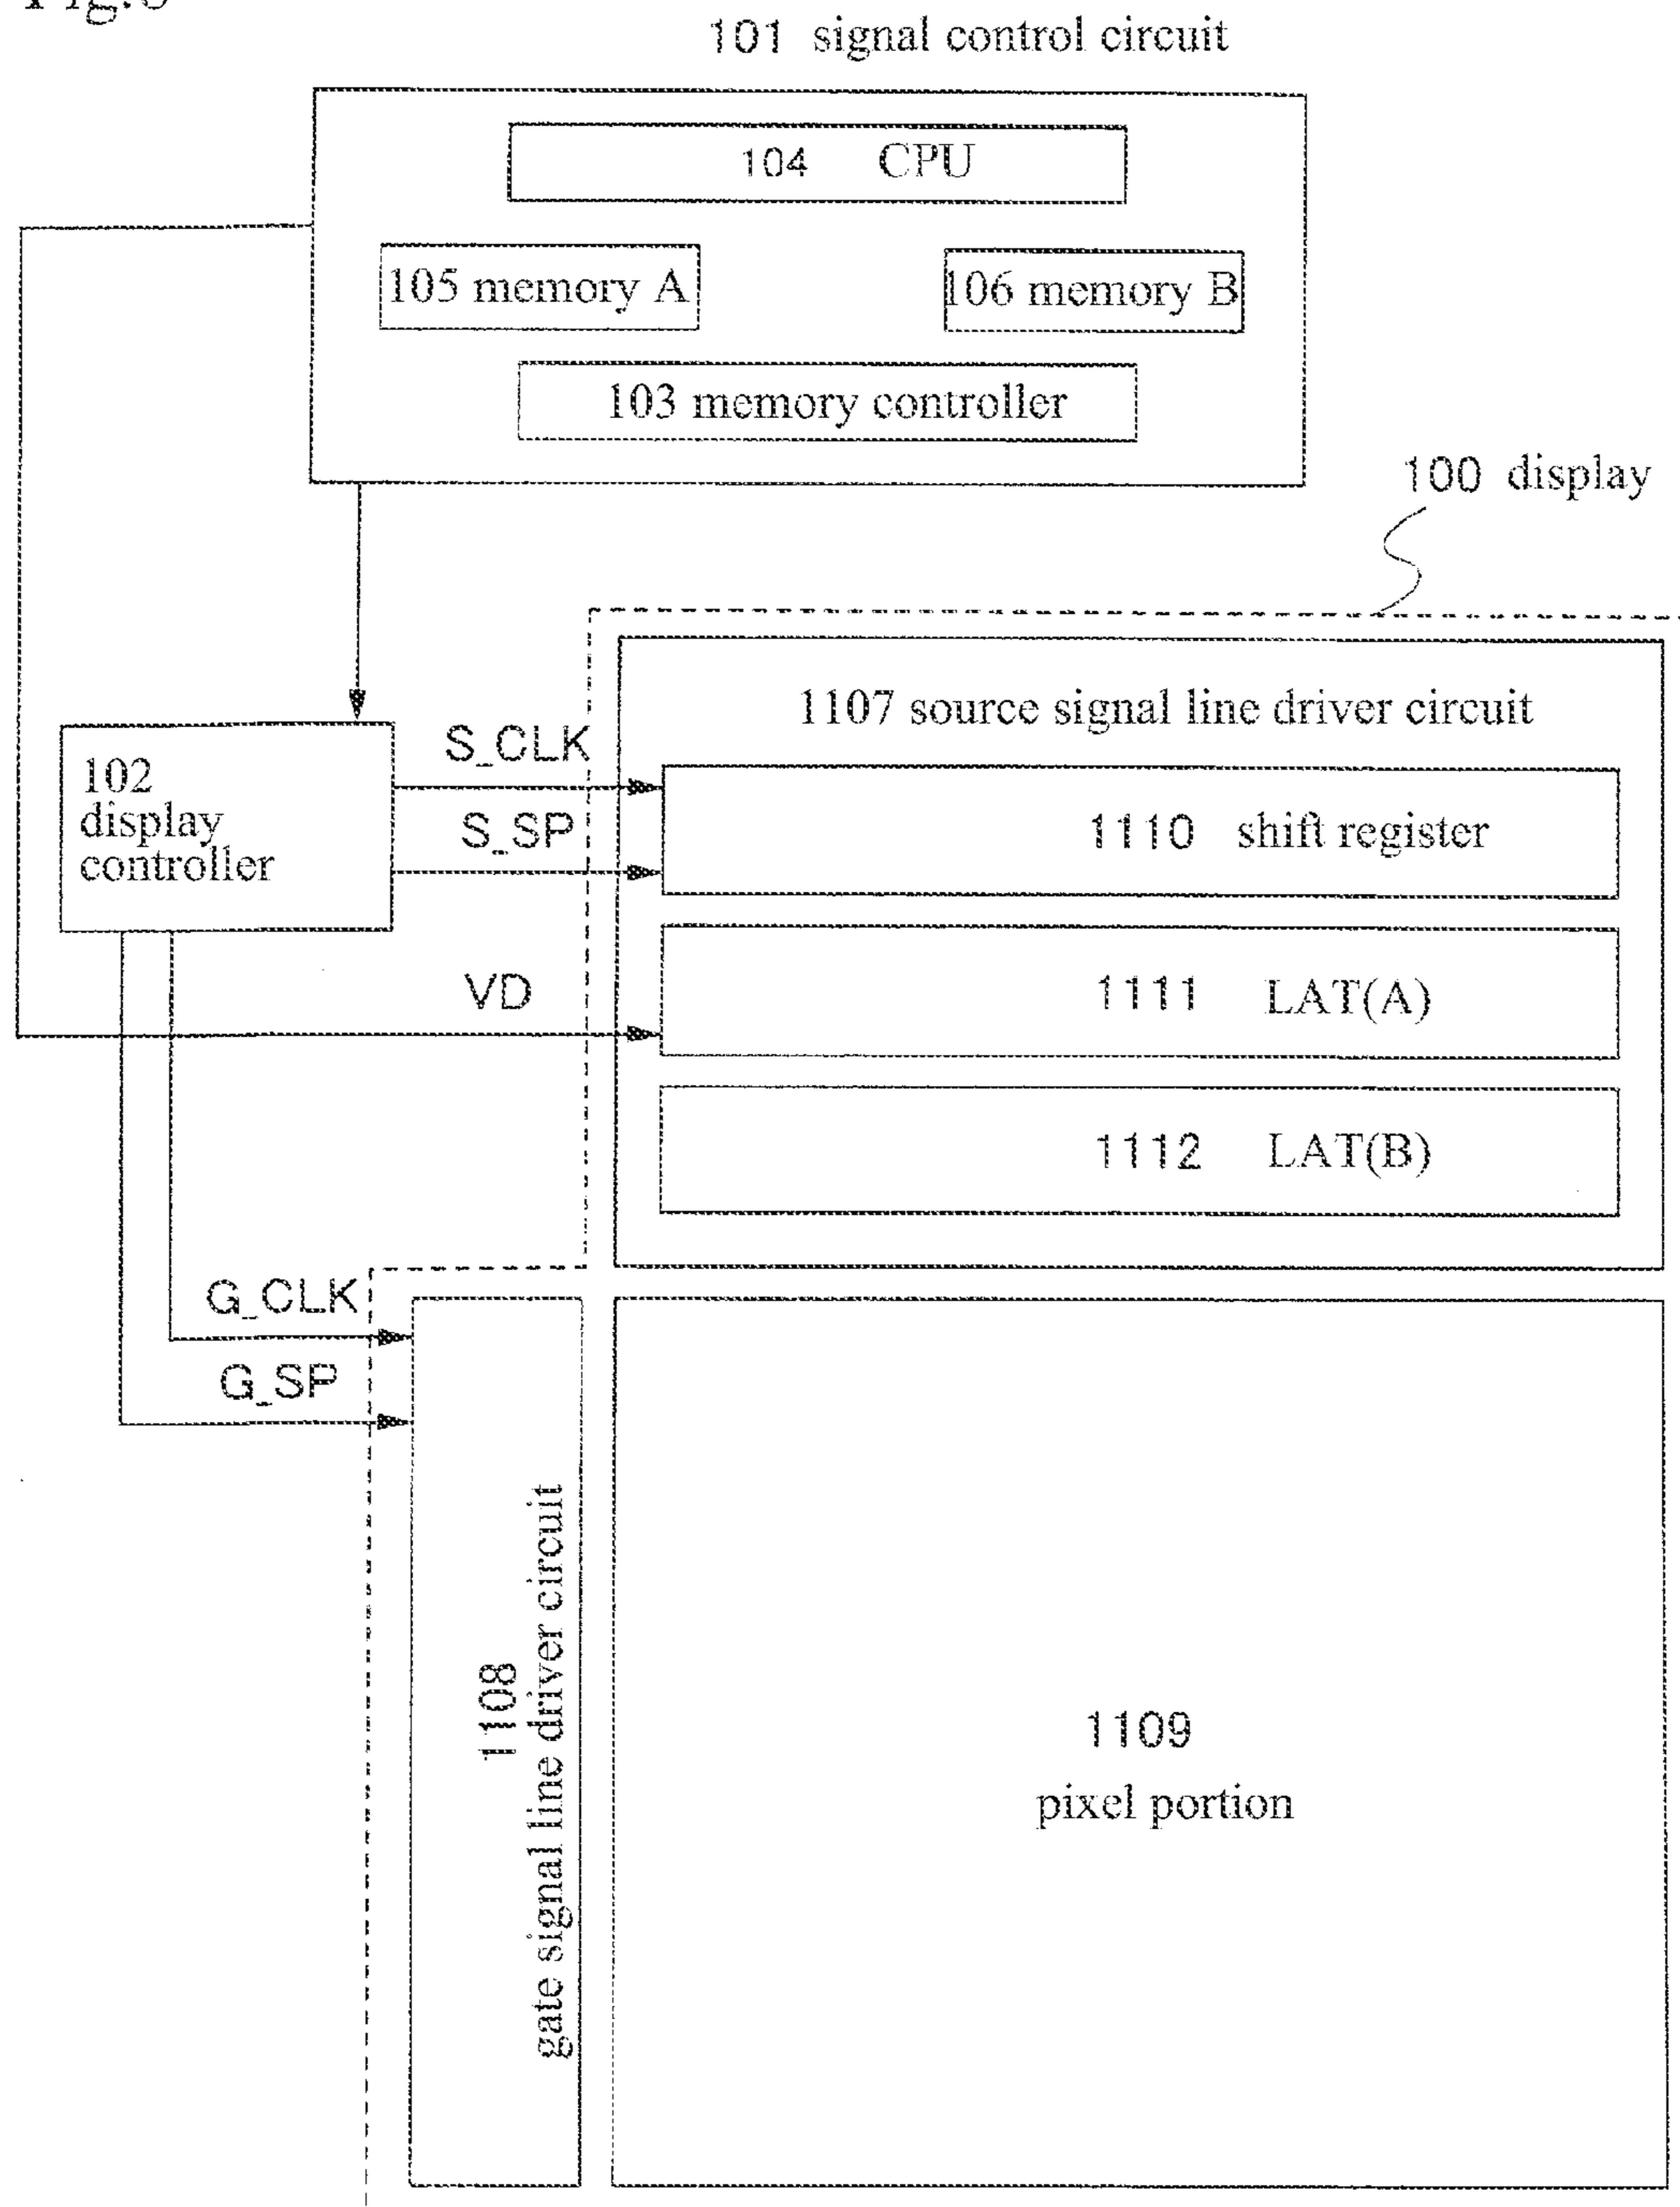 101 signal control circuit
104 CPU
105 memory A
106 memory B
103 memory controller
100 display
1107 source signal line driver circuit
S_CLK
102
display
controller
S_SP
1110 shift register
VD
1111 LAT(A)
1112 LAT(B)
G_CLK
G_SP
1108
gate signal line driver circuit
1109
pixel portion